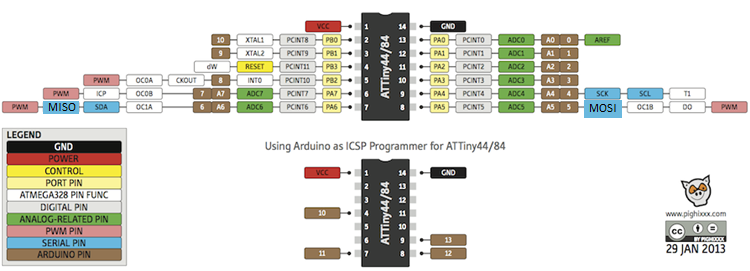 VCC 1 14 GND
10 XTAL1 PCINT8 PB0 2 13 PA0 PCINT0 ADC0 A0 0 AREF
9 XTAL2 PCINT9 PB1 3 12 PA1 PCINT1 ADC1 A1 1
dW RESET PCINT11 PB3 4 11 PA2 PCINT2 ADC2 A2 2
PWM OC0A CKOUT 8 INT0 PCINT10 PB2 5 10 PA3 PCINT3 ADC3 A3 3
PWM ICP OC0B 7 A7 ADC7 PCINT7 PA7 6 9 PA4 PCINT4 ADC4 A4 4 SCK SCL T1
PWM MISO SDA OC1A 6 A6 ADC6 PCINT6 PA6 7 8 PA5 PCINT5 ADC5 A5 5 MOSI OC1B DO PWM
ATTiny44/84
LEGEND
GND
POWER
CONTROL
PORT PIN
ATMEGA328 PIN FUNC
DIGITAL PIN
ANALOG-RELATED PIN
PWM PIN
SERIAL PIN
ARDUINO PIN
Using Arduino as ICSP Programmer for ATTiny44/84
VCC 1 14 GND
2 13
3 12
10 4 11
5 10
6 9 13
11 7 8 12
ATTiny44/84
www.pighixxx.com
cc
BY ND
29 JAN 2013